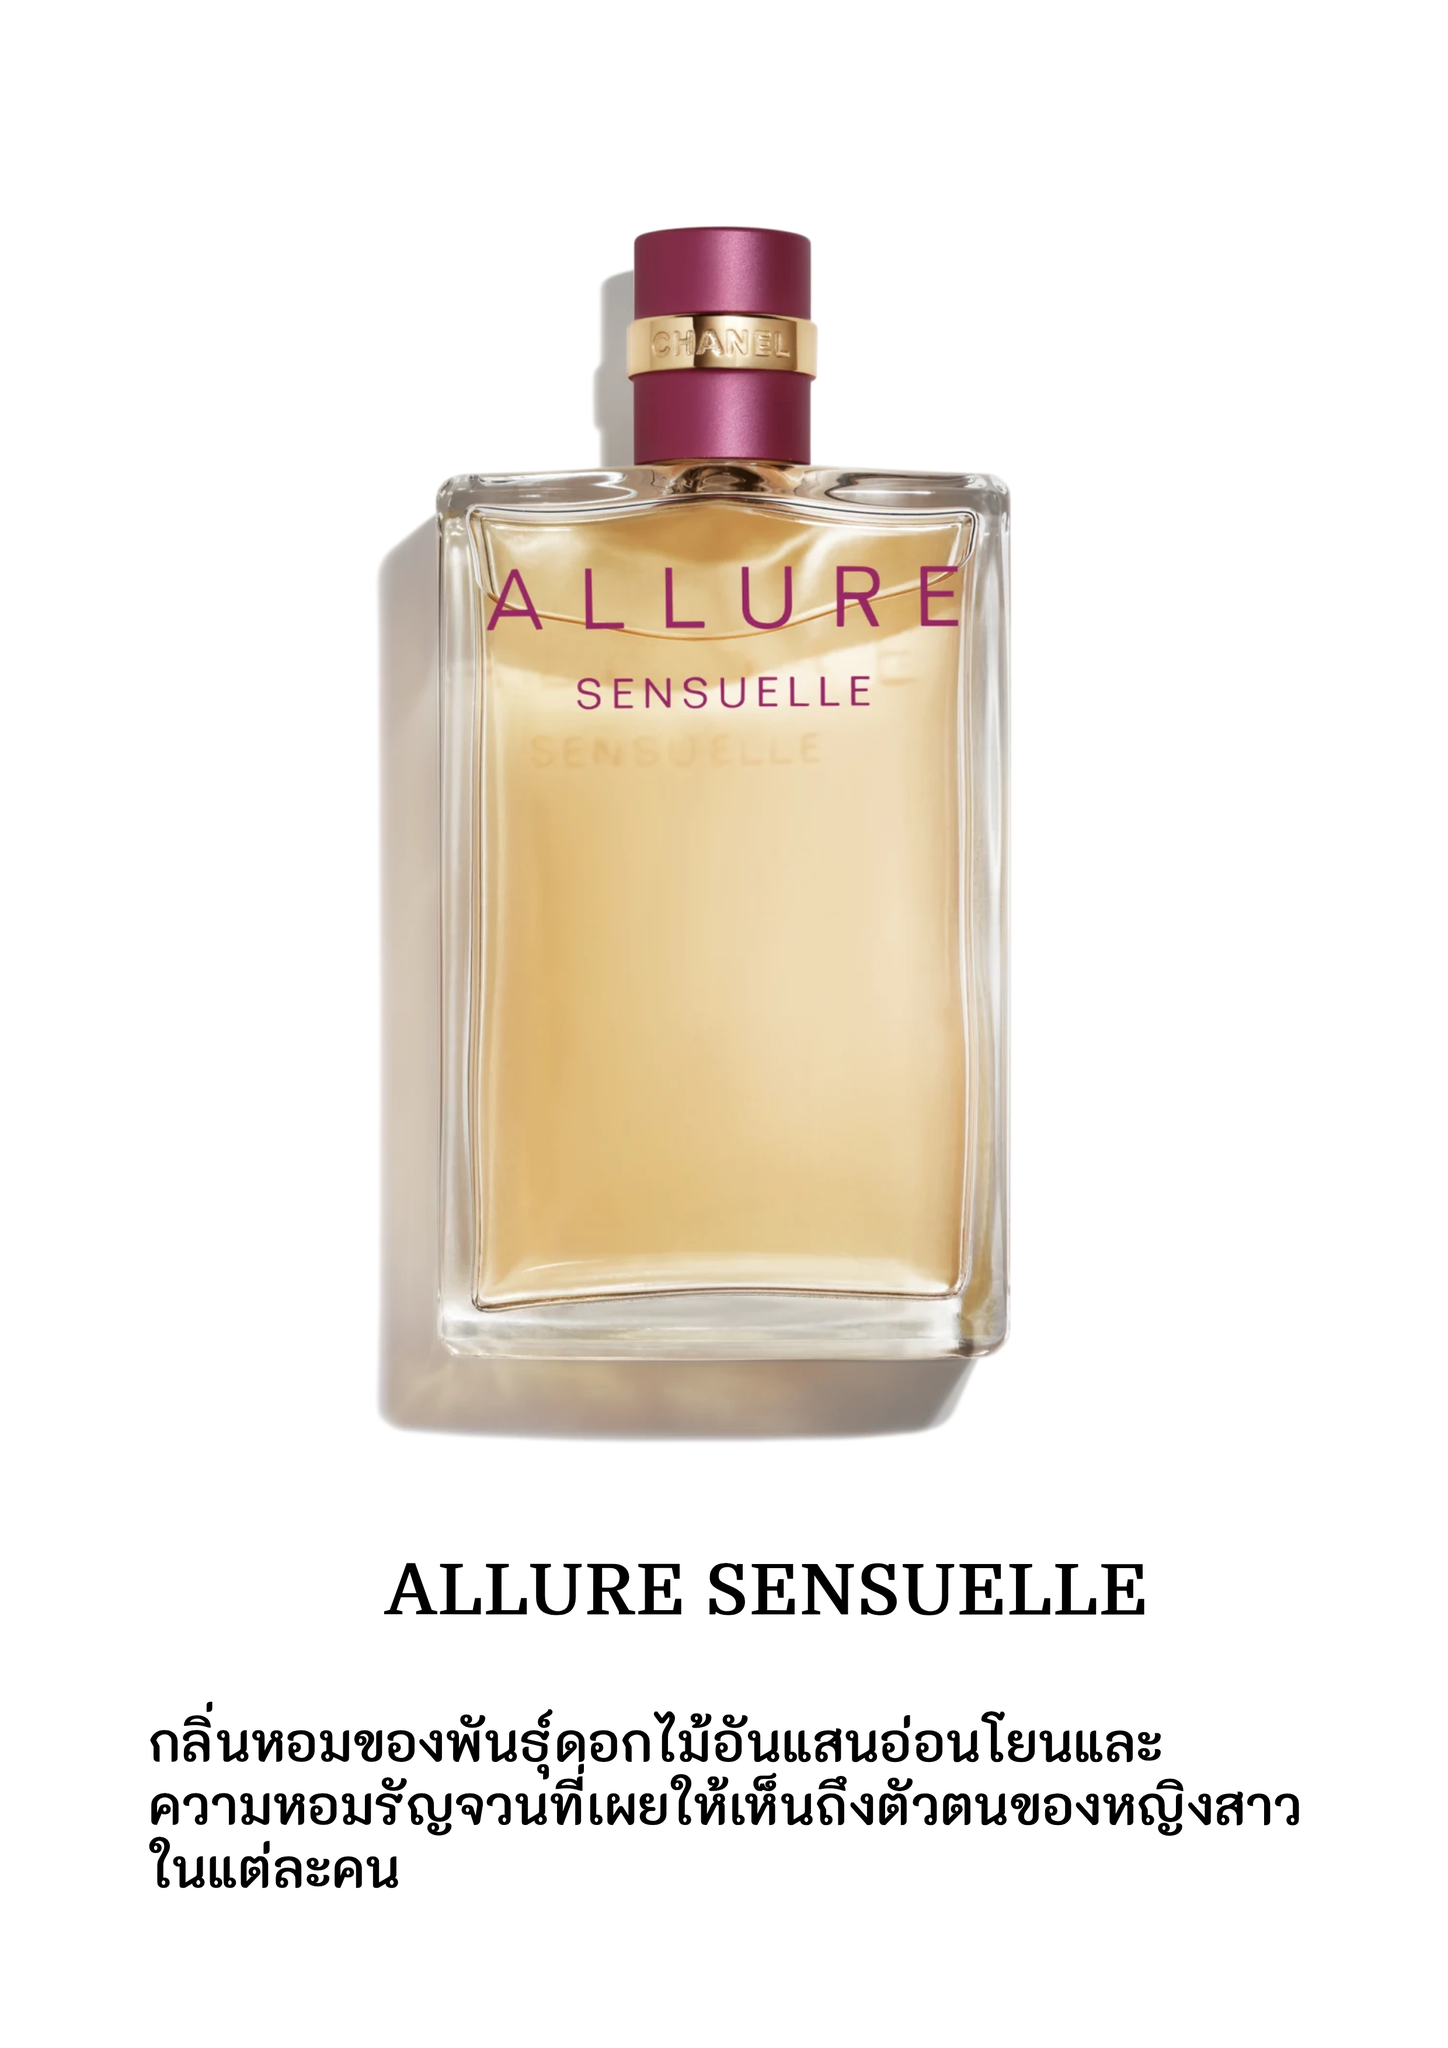 CHANEL
ALLURE
SENSUELLE
SENSUELLE
ALLURE SENSUELLE
กลิ่นหอมของพันธุ์ดอกไม้อันแสนอ่อนโยนและ
ความหอมรัญจวนที่เผยให้เห็นถึงตัวตนของหญิงสาว
ในแต่ละคน